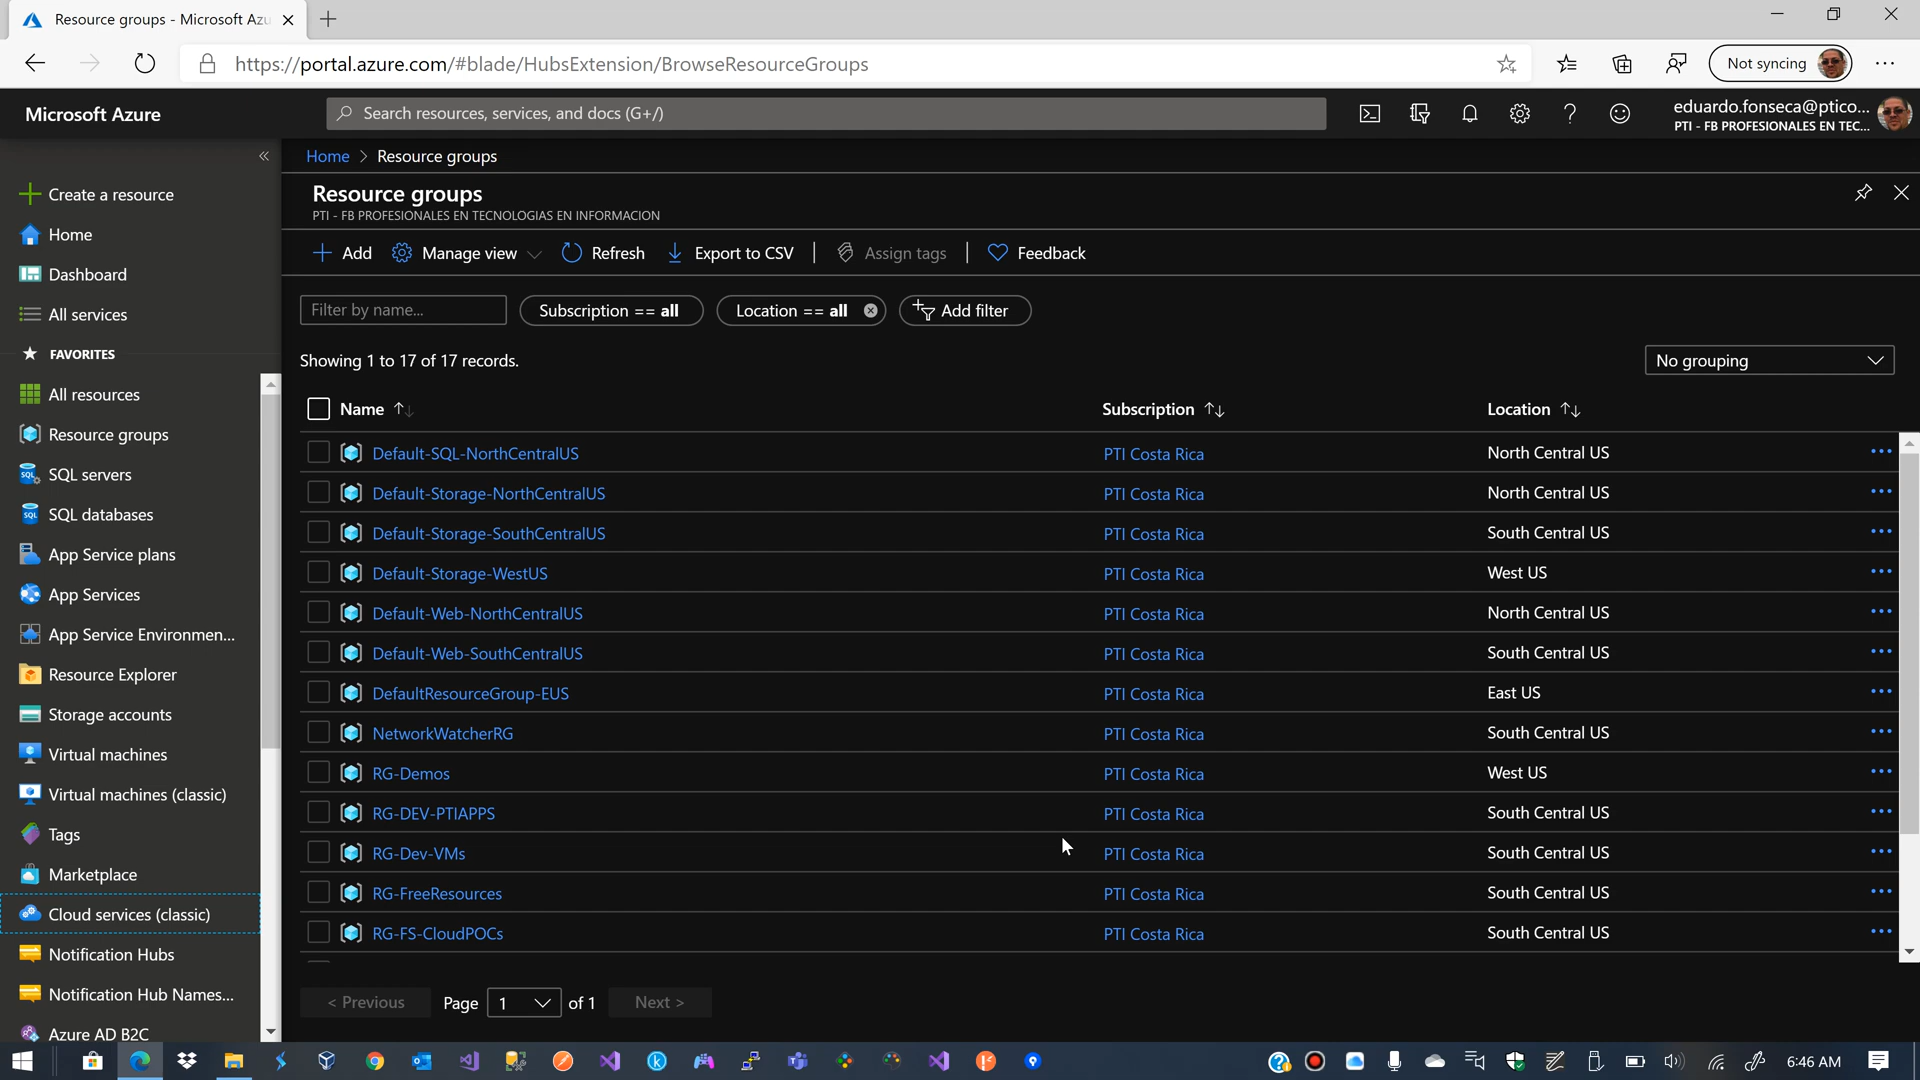 Resource groups - Microsoft Azu
https://portal.azure.com/#blade/HubsExtension/BrowseResourceGroups
Not syncing
Microsoft Azure
Search resources, services, and docs (G+/)
eduardo.fonseca@ptico...
PTI - FB PROFESIONALES EN TEC...
Home > Resource groups
Resource groups
PTI - FB PROFESIONALES EN TECNOLOGIAS EN INFORMACION
Add Manage view Refresh Export to CSV Assign tags Feedback
Filter by name...
Subscription == all
Location == all
Add filter
Showing 1 to 17 of 17 records.
No grouping
Name Subscription Location
Default-SQL-NorthCentralUS PTI Costa Rica North Central US
Default-Storage-NorthCentralUS PTI Costa Rica North Central US
Default-Storage-SouthCentralUS PTI Costa Rica South Central US
Default-Storage-WestUS PTI Costa Rica West US
Default-Web-NorthCentralUS PTI Costa Rica North Central US
Default-Web-SouthCentralUS PTI Costa Rica South Central US
DefaultResourceGroup-EUS PTI Costa Rica East US
NetworkWatcherRG PTI Costa Rica South Central US
RG-Demos PTI Costa Rica West US
RG-DEV-PTIAPPS PTI Costa Rica South Central US
RG-Dev-VMs PTI Costa Rica South Central US
RG-FreeResources PTI Costa Rica South Central US
RG-FS-CloudPOCs PTI Costa Rica South Central US
< Previous Page 1 of 1 Next >
Create a resource
Home
Dashboard
All services
FAVORITES
All resources
Resource groups
SQL servers
SQL databases
App Service plans
App Services
App Service Environmen...
Resource Explorer
Storage accounts
Virtual machines
Virtual machines (classic)
Tags
Marketplace
Cloud services (classic)
Notification Hubs
Notification Hub Names...
Azure AD B2C
6:46 AM